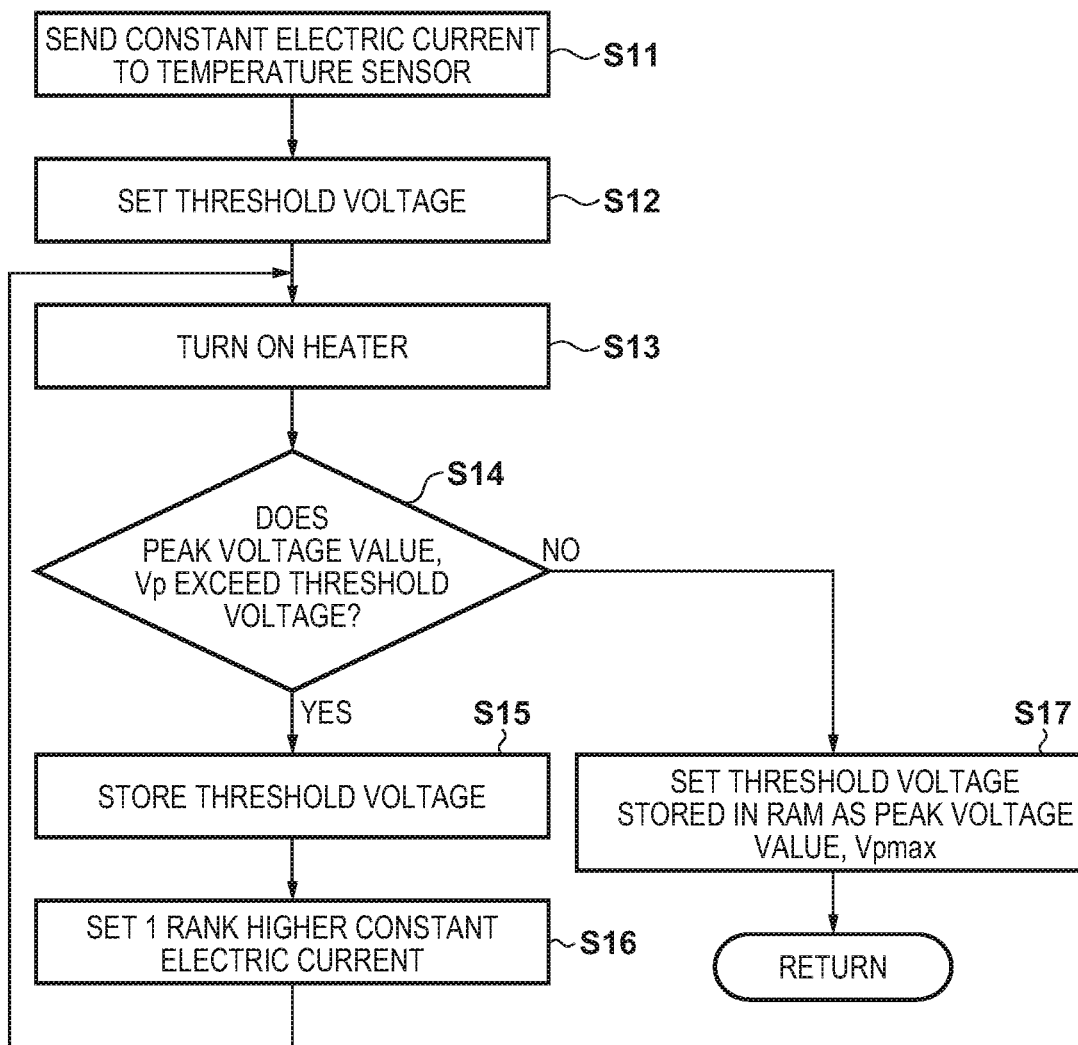 SEND CONSTANT ELECTRIC CURRENT
TO TEMPERATURE SENSOR
S11
SET THRESHOLD VOLTAGE
S12
TURN ON HEATER
S13
S14
DOES
PEAK VOLTAGE VALUE,
Vp EXCEED THRESHOLD
VOLTAGE?
NO
YES
S15
STORE THRESHOLD VOLTAGE
S17
SET THRESHOLD VOLTAGE
STORED IN RAM AS PEAK VOLTAGE
VALUE, Vpmax
SET 1 RANK HIGHER CONSTANT
ELECTRIC CURRENT
S16
RETURN